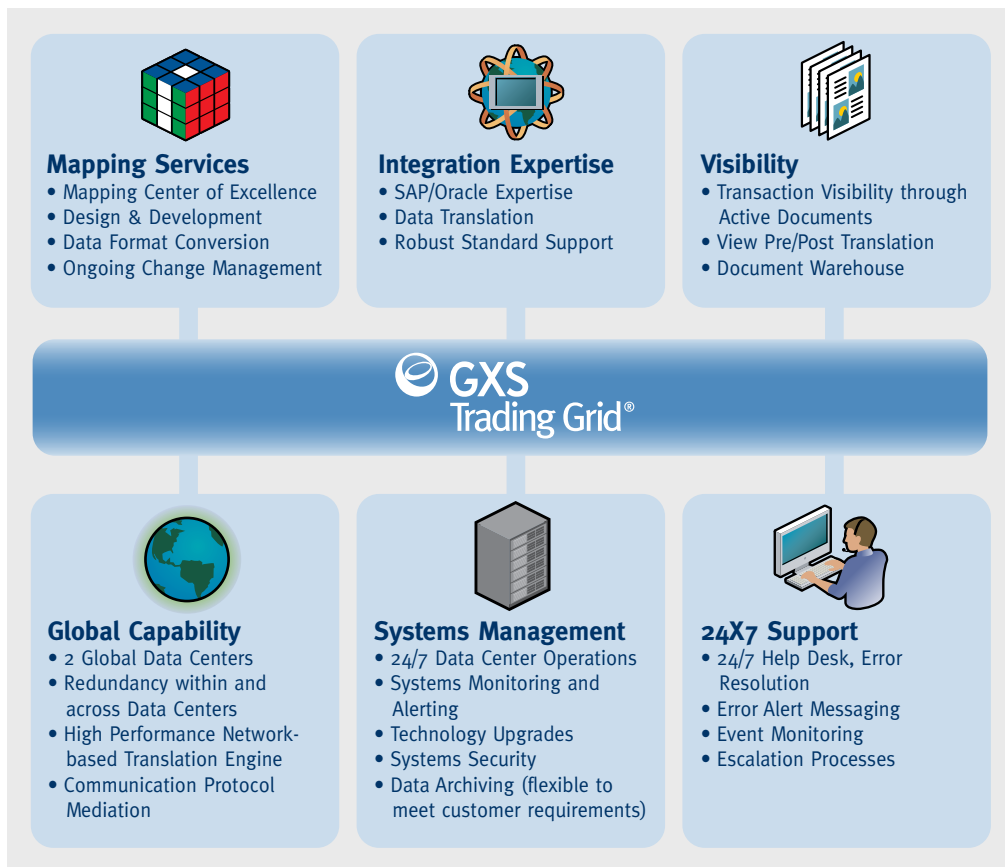 Mapping Services
• Mapping Center of Excellence
• Design & Development
• Data Format Conversion
• Ongoing Change Management
Integration Expertise
• SAP/Oracle Expertise
• Data Translation
• Robust Standard Support
Visibility
• Transaction Visibility through
Active Documents
• View Pre/Post Translation
• Document Warehouse
GXS
Trading Grid®
Global Capability
• 2 Global Data Centers
• Redundancy within and
across Data Centers
• High Performance Network-
based Translation Engine
• Communication Protocol
Mediation
Systems Management
• 24/7 Data Center Operations
• Systems Monitoring and
Alerting
• Technology Upgrades
• Systems Security
• Data Archiving (flexible to
meet customer requirements)
24X7 Support
• 24/7 Help Desk, Error
Resolution
• Error Alert Messaging
• Event Monitoring
• Escalation Processes